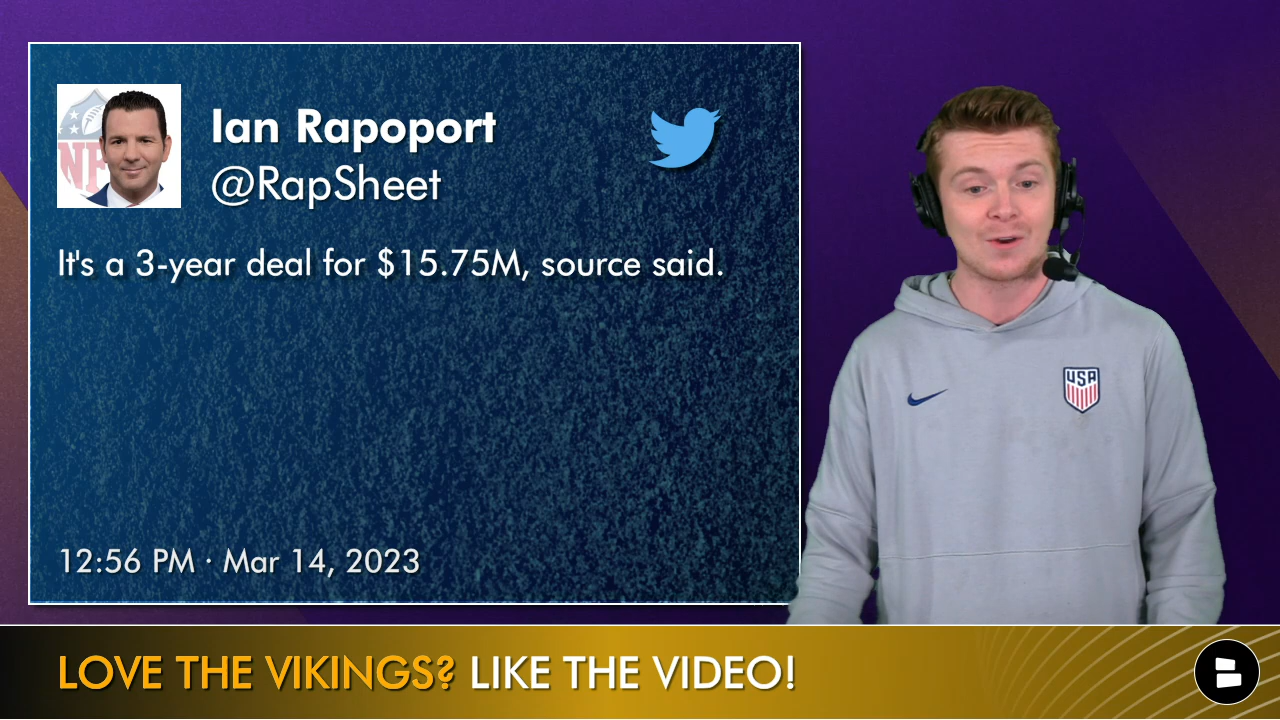 Ian Rapoport
@RapSheet
It's a 3-year deal for $15.75M, source said.
12:56 PM · Mar 14, 2023
USA
LOVE THE VIKINGS? LIKE THE VIDEO!